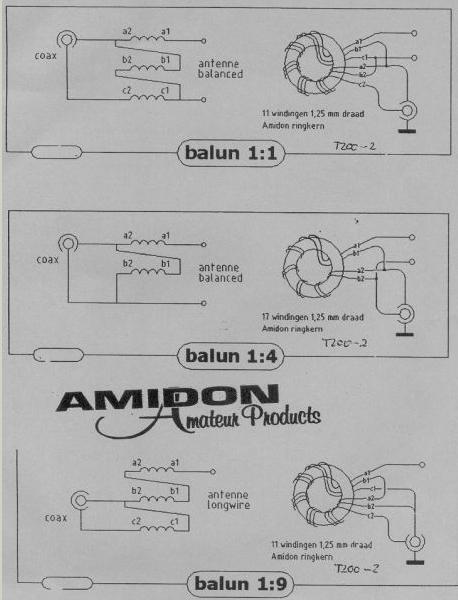 a2 a1
a1
b1
coax
b2 b1
antenne
balanced
c1
a2
b2
c2 c1
c2
11 windingen 1,25 mm draad
Amidon ringkern
T200-2
balun 1:1
a2 a1
a1
b1
coax
b2 b1
antenne
balanced
a2
b2
17 windingen 1,25 mm draad
Amidon ringkern
T200-2
balun 1:4
AMIDON
Amateur Products
a2 a1
a1
b1
b2 b1
antenne
longwire
c1
a2
b2
coax
c2 c1
c2
11 windingen 1,25 mm draad
Amidon ringkern
T200-2
balun 1:9